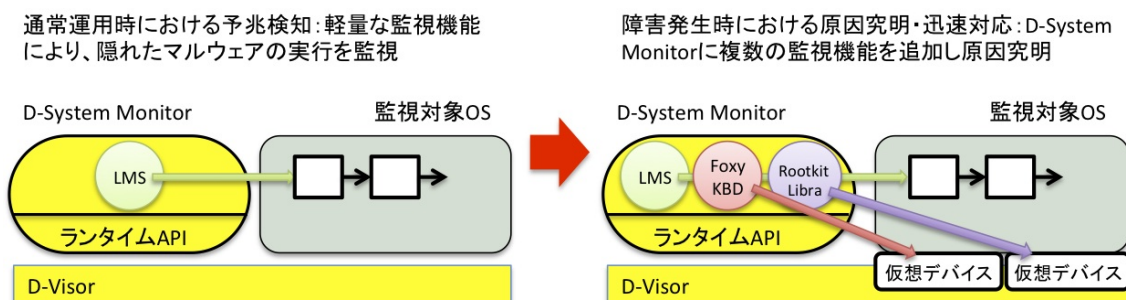 通常運用時における予兆検知：軽量な監視機能
により、隠れたマルウェアの実行を監視
D-System Monitor
監視対象OS
LMS
ランタイムAPI
D-Visor
障害発生時における原因究明・迅速対応：D-System
Monitorに複数の監視機能を追加し原因究明
D-System Monitor
監視対象OS
LMS
Foxy
KBD
Rootkit
Libra
ランタイムAPI
仮想デバイス
仮想デバイス
D-Visor